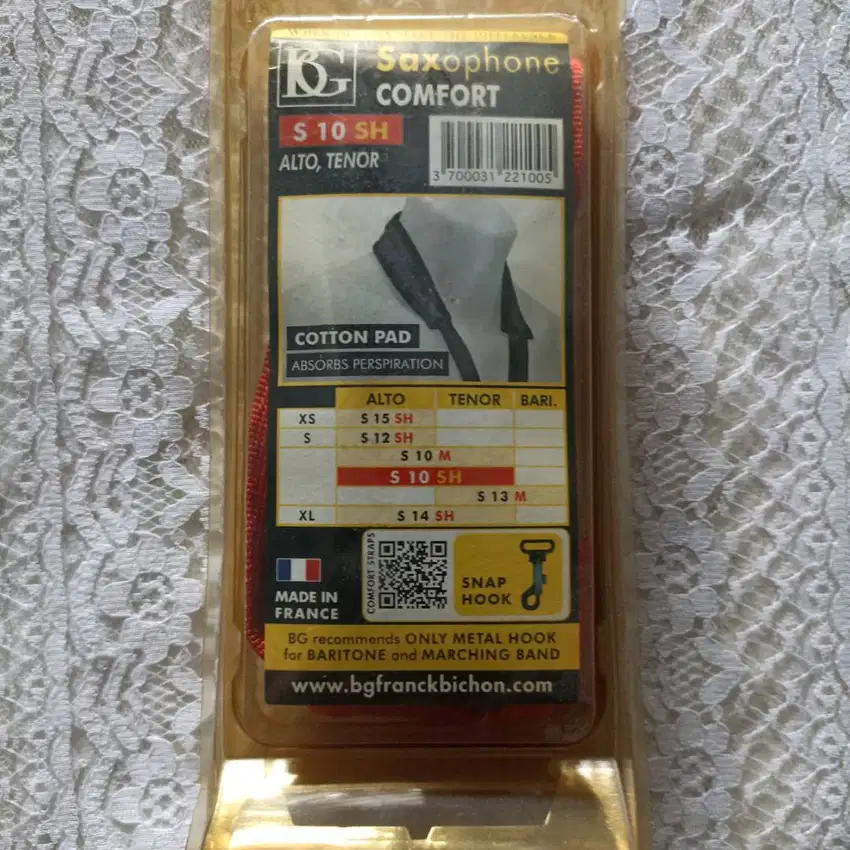 BG
Saxophone
COMFORT
S 10 SH
ALTO, TENOR
3 700031 221005
COTTON PAD
ABSORBS PERSPIRATION
ALTO TENOR BARI.
XS S 15 SH
S S 12 SH
S 10 M
S 10 SH
S 13 M
XL S 14 SH
COMFORT STRAPS
SNAP
HOOK
MADE IN
FRANCE
BG recommends ONLY METAL HOOK
for BARITONE and MARCHING BAND
www.bgfranckbichon.com